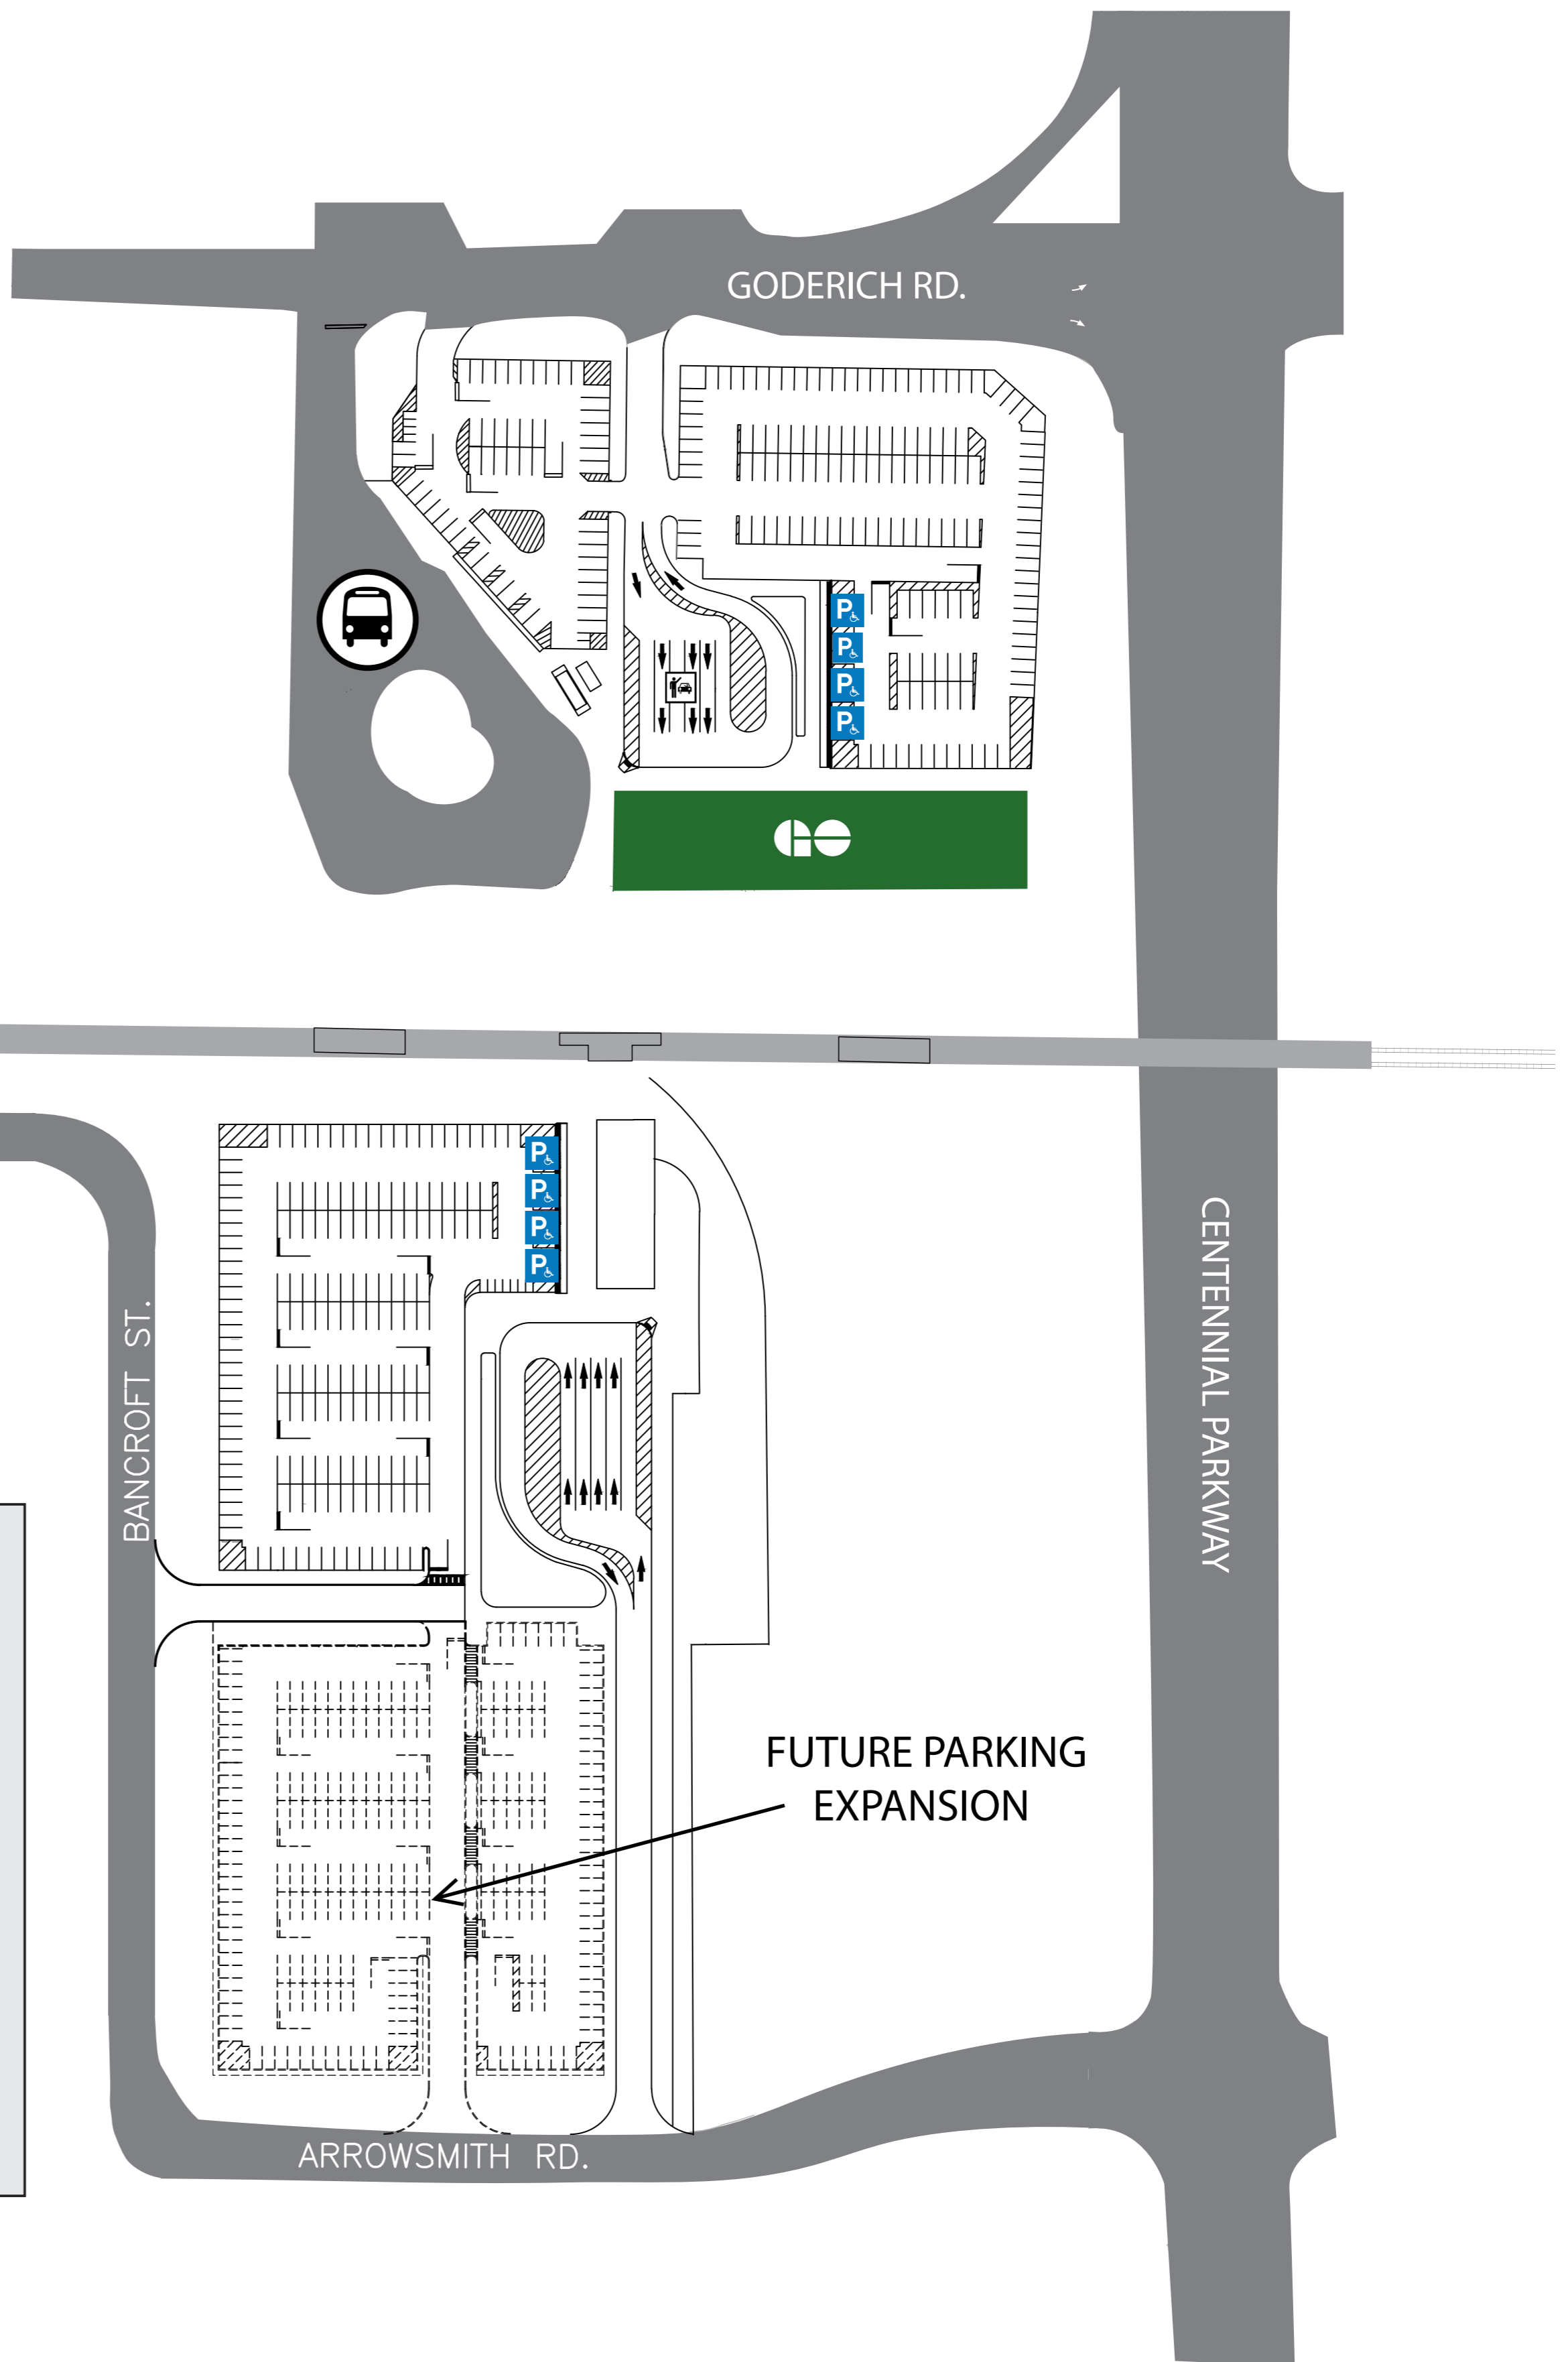 GODERICH RD.
P
P
P
P
GO
P
P
P
P
BANCROFT ST.
CENTENNIAL PARKWAY
FUTURE PARKING
EXPANSION
ARROWSMITH RD.